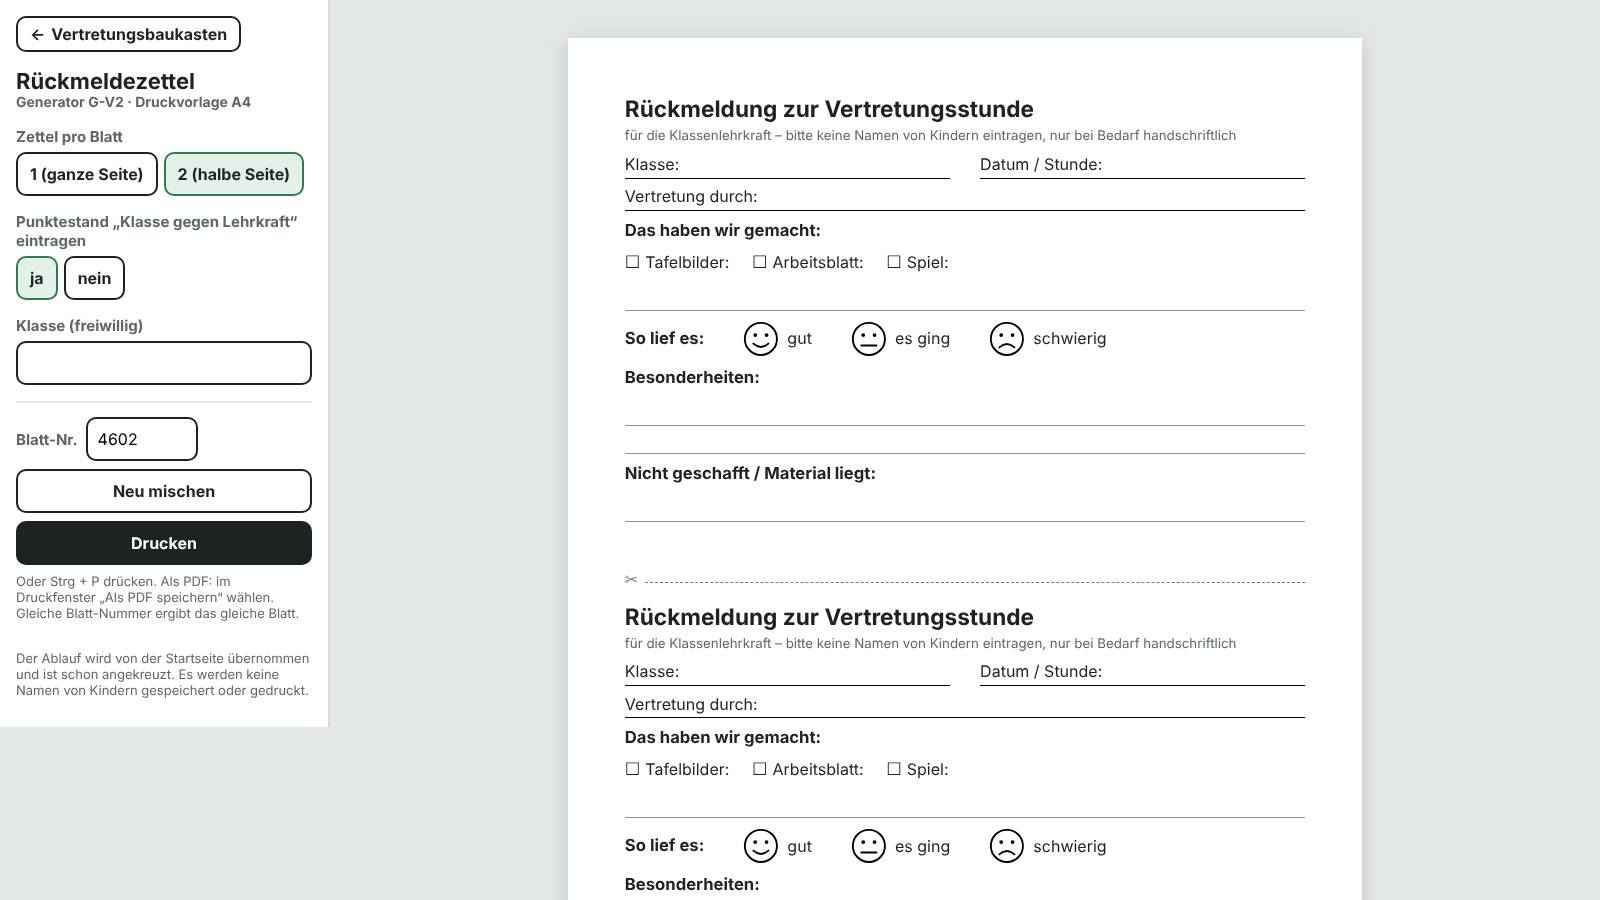 ← Vertretungsbaukasten
Rückmeldezettel
Generator G-V2 · Druckvorlage A4
Zettel pro Blatt
1 (ganze Seite) 2 (halbe Seite)
Punktestand „Klasse gegen Lehrkraft“
eintragen
ja nein
Klasse (freiwillig)
Blatt-Nr. 4602
Neu mischen
Drucken
Oder Strg + P drücken. Als PDF: im
Druckfenster „Als PDF speichern“ wählen.
Gleiche Blatt-Nummer ergibt das gleiche Blatt.
Der Ablauf wird von der Startseite übernommen
und ist schon angekreuzt. Es werden keine
Namen von Kindern gespeichert oder gedruckt.
Rückmeldung zur Vertretungsstunde
für die Klassenlehrkraft – bitte keine Namen von Kindern eintragen, nur bei Bedarf handschriftlich
Klasse: Datum / Stunde:
Vertretung durch:
Das haben wir gemacht:
☐ Tafelbilder: ☐ Arbeitsblatt: ☐ Spiel:
So lief es: gut es ging schwierig
Besonderheiten:
Nicht geschafft / Material liegt:
Rückmeldung zur Vertretungsstunde
für die Klassenlehrkraft – bitte keine Namen von Kindern eintragen, nur bei Bedarf handschriftlich
Klasse: Datum / Stunde:
Vertretung durch:
Das haben wir gemacht:
☐ Tafelbilder: ☐ Arbeitsblatt: ☐ Spiel:
So lief es: gut es ging schwierig
Besonderheiten: